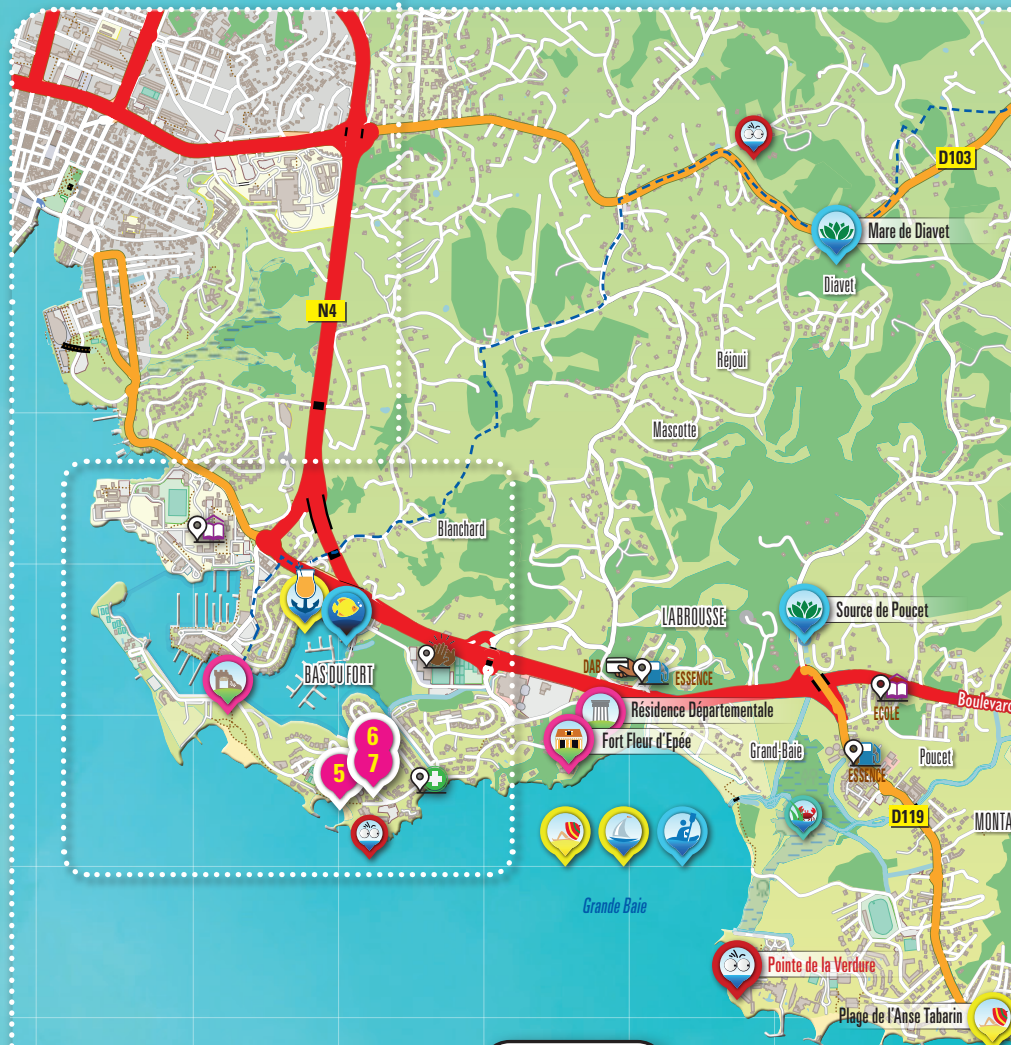 D103
Mare de Diavet
Diavet
N4
Réjoui
Mascotte
Blanchard
Source de Poucet
LABROUSSE
BAS DU FORT
DAB
ESSENCE
Résidence Départementale
ECOLE
Boulevard
Fort Fleur d'Epée
Grand-Baie
Poucet
ESSENCE
6
7
5
D119
MONTA
Grande Baie
Pointe de la Verdure
Plage de l'Anse Tabarin